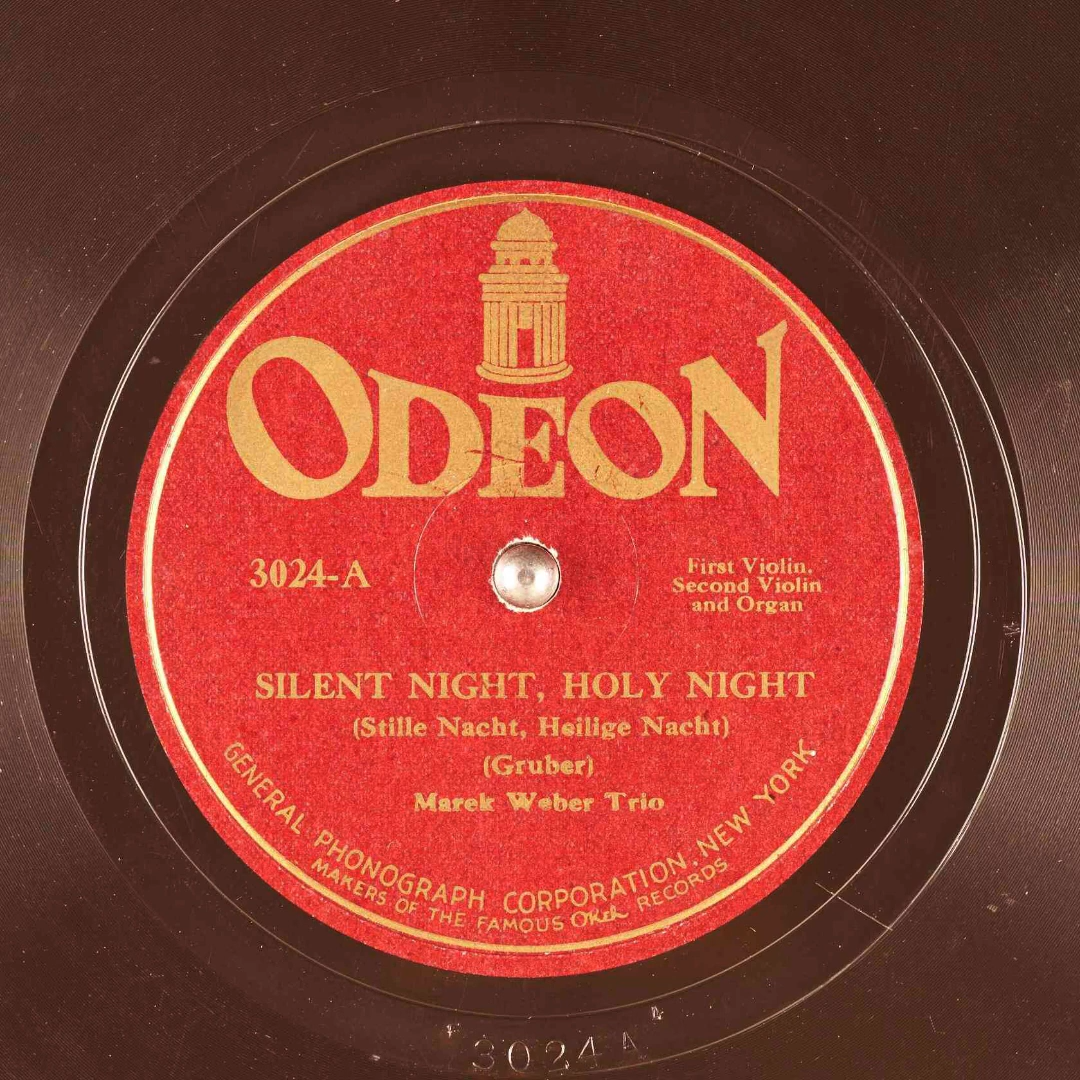 ODEON
3024-A
First Violin,
Second Violin
and Organ
SILENT NIGHT, HOLY NIGHT
(Stille Nacht, Heilige Nacht)
(Gruber)
Marek Weber Trio
GENERAL PHONOGRAPH CORPORATION. NEW YORK
MAKERS OF THE FAMOUS OKeh RECORDS
3024 A